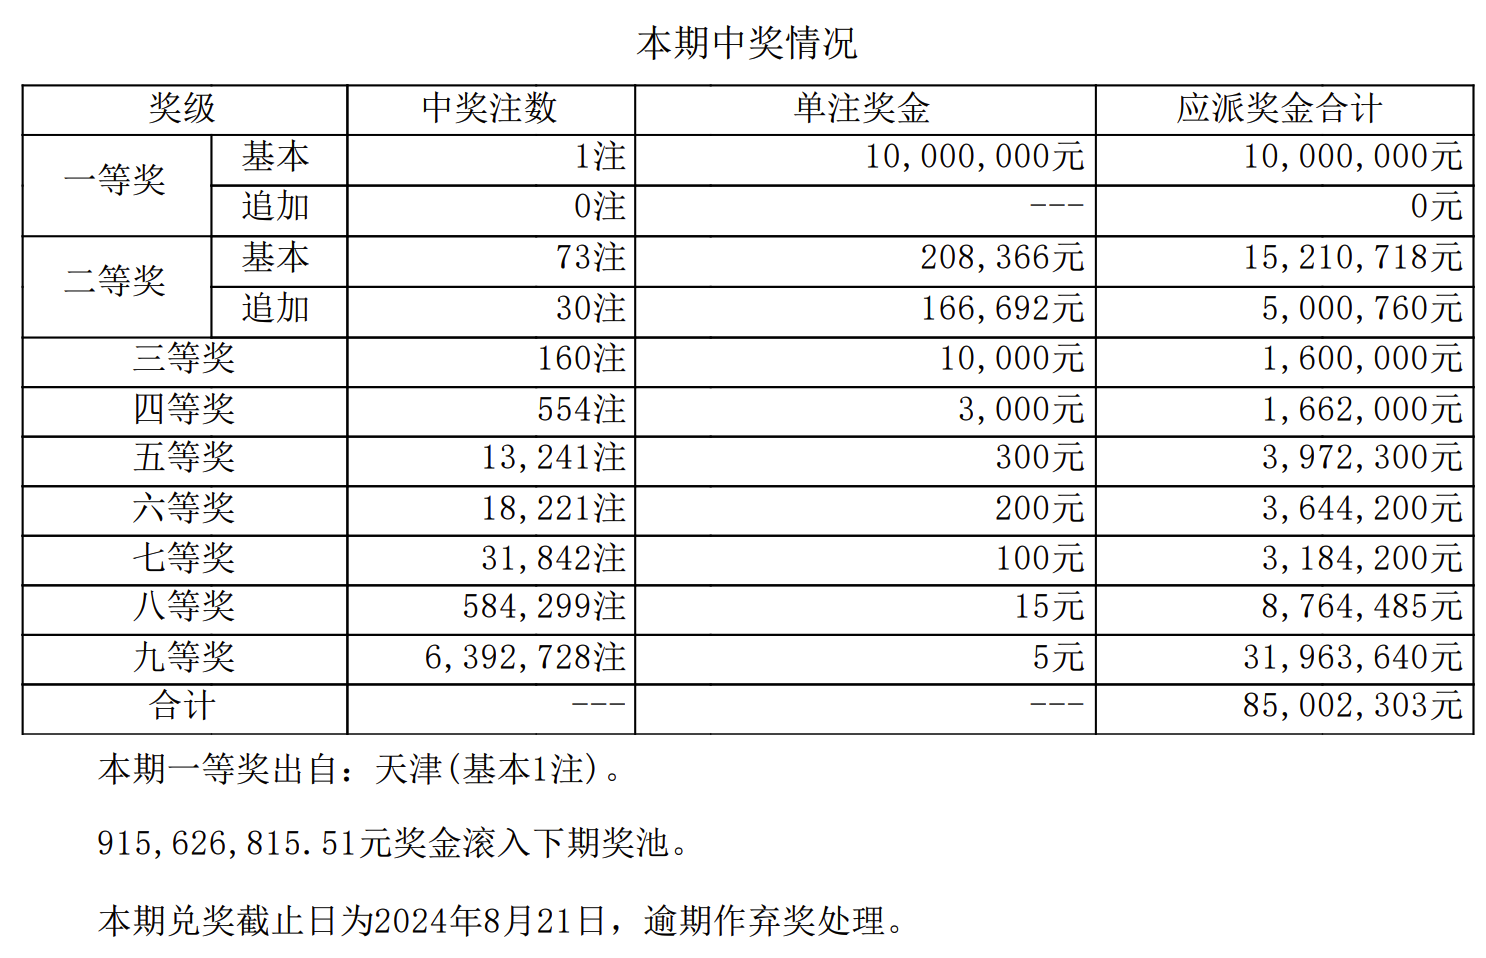 本期中奖情况
奖级 中奖注数 单注奖金 应派奖金合计
一等奖 基本 1注 10,000,000元 10,000,000元
追加 0注 --- 0元
二等奖 基本 73注 208,366元 15,210,718元
追加 30注 166,692元 5,000,760元
三等奖 160注 10,000元 1,600,000元
四等奖 554注 3,000元 1,662,000元
五等奖 13,241注 300元 3,972,300元
六等奖 18,221注 200元 3,644,200元
七等奖 31,842注 100元 3,184,200元
八等奖 584,299注 15元 8,764,485元
九等奖 6,392,728注 5元 31,963,640元
合计 --- --- 85,002,303元
本期一等奖出自：天津(基本1注)。
915,626,815.51元奖金滚入下期奖池。
本期兑奖截止日为2024年8月21日，逾期作弃奖处理。